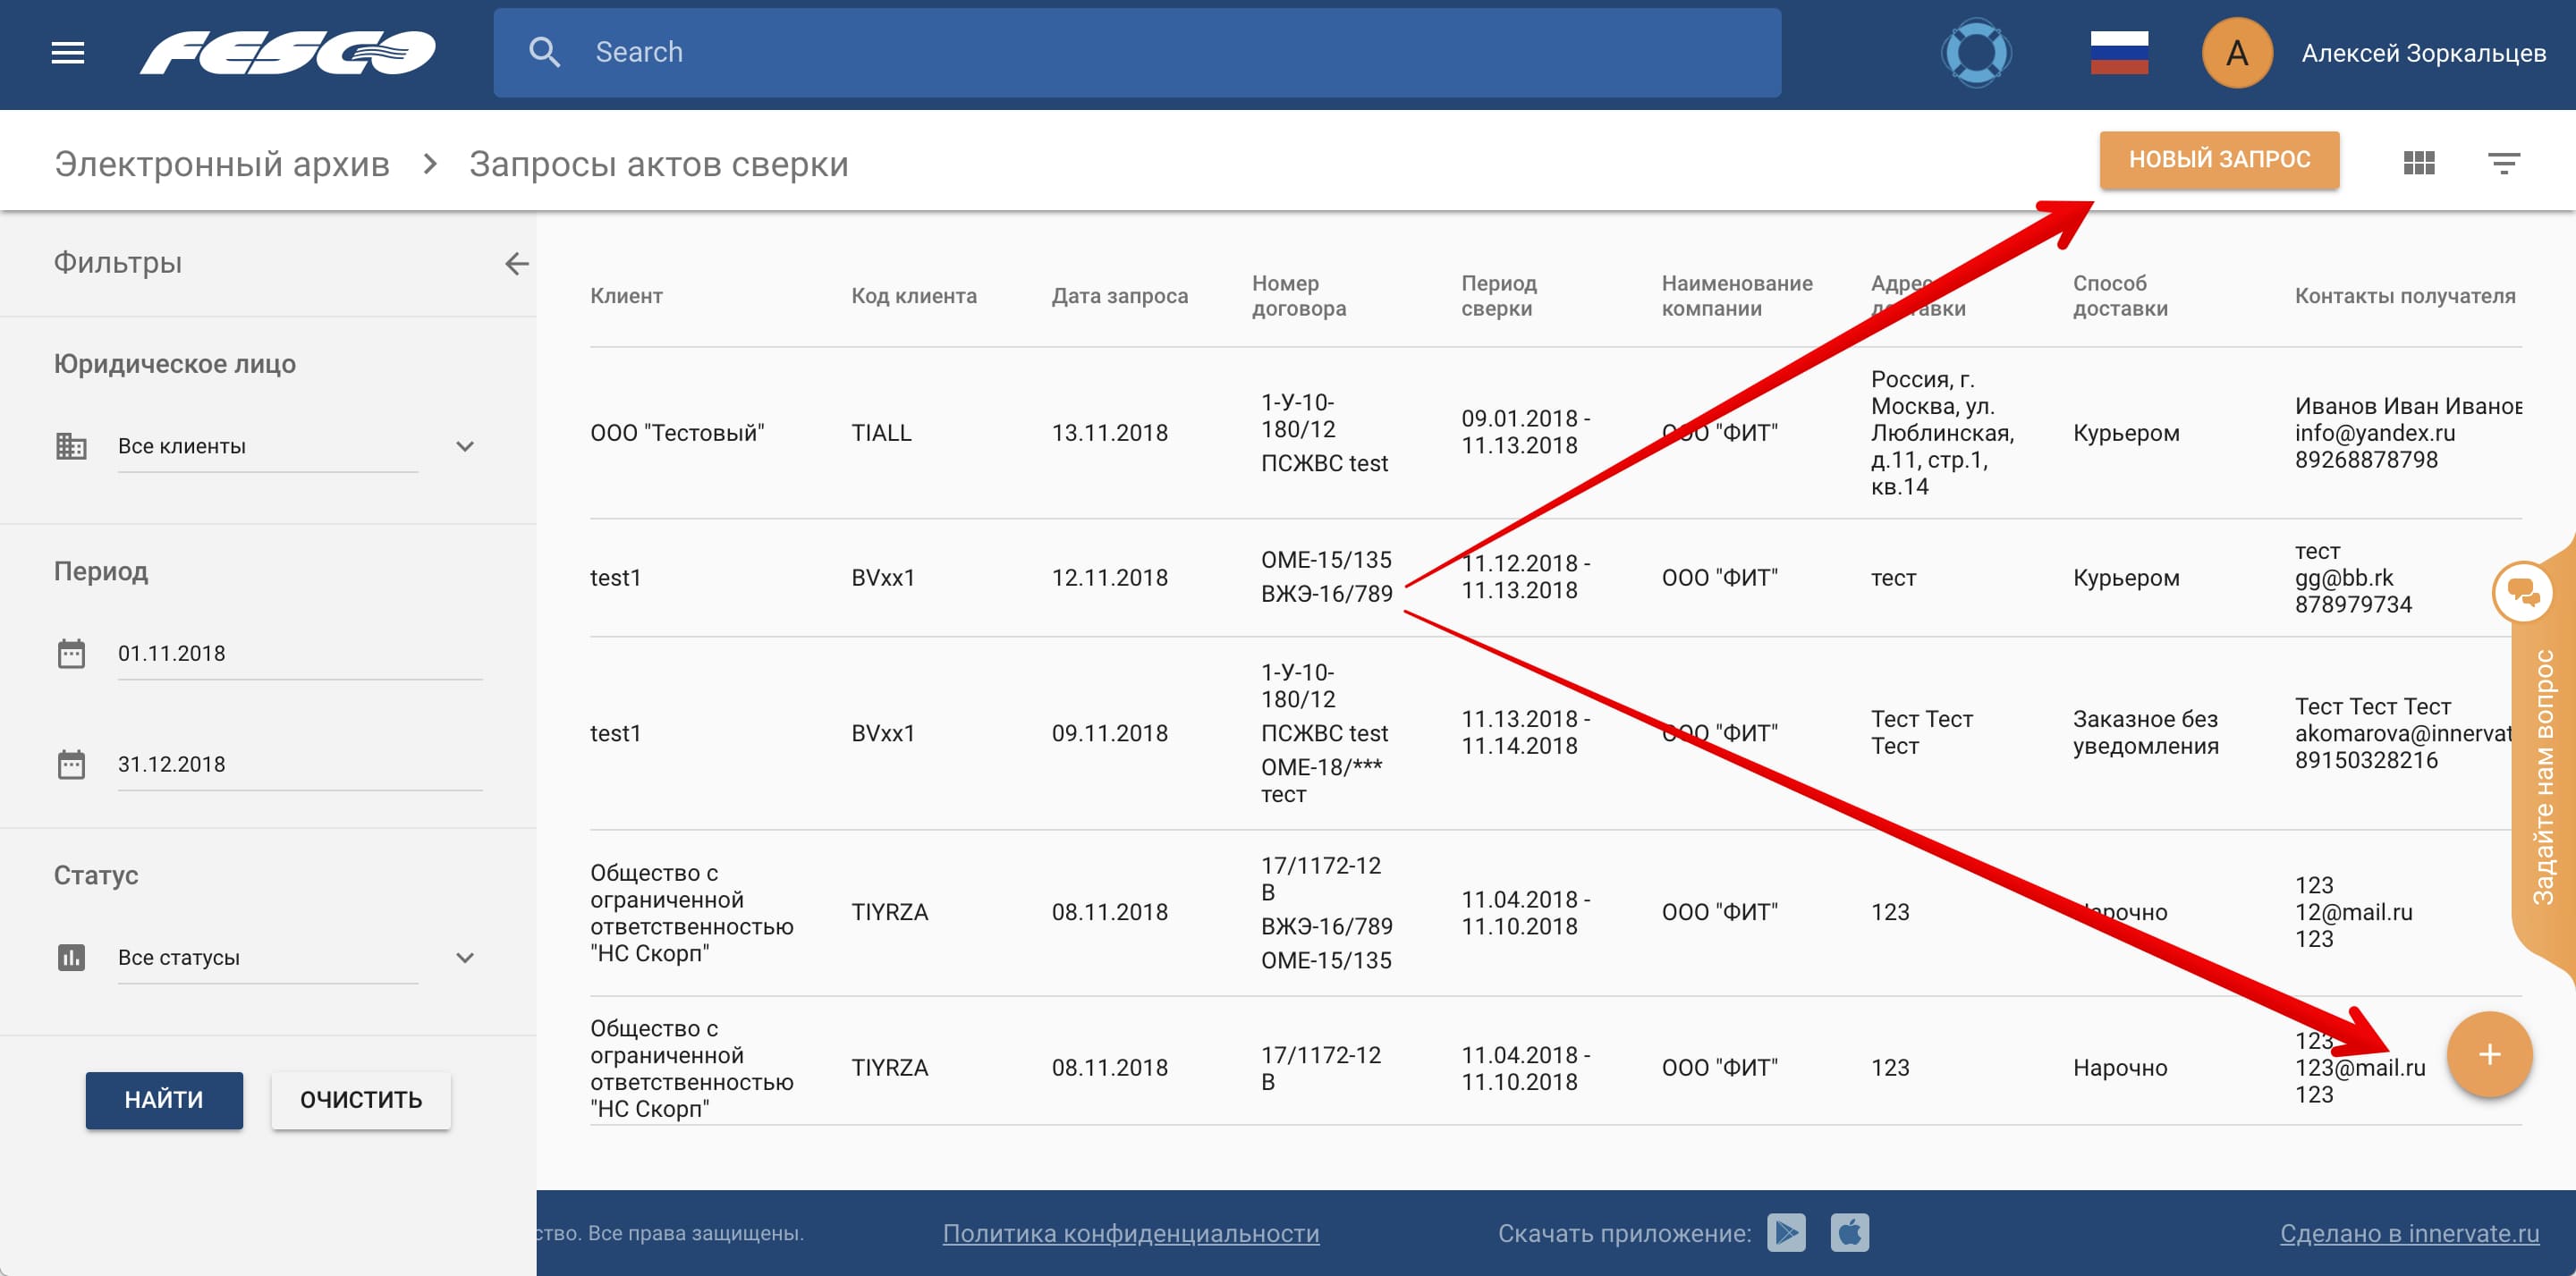 FESCO
Search
A
Алексей Зоркальцев
Электронный архив
Запросы актов сверки
НОВЫЙ ЗАПРОС
Фильтры
Юридическое лицо
Все клиенты
Период
01.11.2018
31.12.2018
Статус
Все статусы
НАЙТИ
ОЧИСТИТЬ
Клиент
Код клиента
Дата запроса
Номер
договора
Период
сверки
Наименование
компании
Адрес
доставки
Способ
доставки
Контакты получателя
ООО "Тестовый"
TIALL
13.11.2018
1-У-10-
180/12
ПСЖВС test
09.01.2018 -
11.13.2018
ООО "ФИТ"
Россия, г.
Москва, ул.
Люблинская,
д.11, стр.1,
кв.14
Курьером
Иванов Иван Иванов
info@yandex.ru
89268878798
test1
BVxx1
12.11.2018
OME-15/135
ВЖЭ-16/789
11.12.2018 -
11.13.2018
ООО "ФИТ"
тест
Курьером
тест
gg@bb.rk
878979734
test1
BVxx1
09.11.2018
1-У-10-
180/12
ПСЖВС test
OME-18/***
тест
11.13.2018 -
11.14.2018
ООО "ФИТ"
Тест Тест
Тест
Заказное без
уведомления
Тест Тест Тест
akomarova@innervat
89150328216
Общество с
ограниченной
ответственностью
"НС Скорп"
TIYRZA
08.11.2018
17/1172-12
В
ВЖЭ-16/789
OME-15/135
11.04.2018 -
11.10.2018
ООО "ФИТ"
123
Нарочно
123
12@mail.ru
123
Общество с
ограниченной
ответственностью
"НС Скорп"
TIYRZA
08.11.2018
17/1172-12
В
11.04.2018 -
11.10.2018
ООО "ФИТ"
123
Нарочно
123
123@mail.ru
123
Задайте нам вопрос
ство. Все права защищены.
Политика конфиденциальности
Скачать приложение:
Сделано в innervate.ru